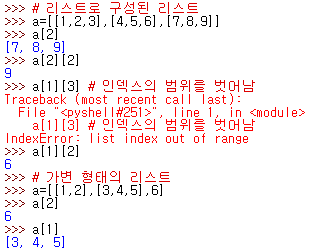 >>> # 리스트로 구성된 리스트
>>> a=[[1,2,3],[4,5,6],[7,8,9]]
>>> a[2]
[7, 8, 9]
>>> a[2][2]
9
>>> a[1][3] # 인덱스의 범위를 벗어남
Traceback (most recent call last):
  File "<pyshell#251>", line 1, in <module>
    a[1][3] # 인덱스의 범위를 벗어남
IndexError: list index out of range
>>> a[1][2]
6
>>> # 가변 형태의 리스트
>>> a=[[1,2],[3,4,5],6]
>>> a[2]
6
>>> a[1]
[3, 4, 5]